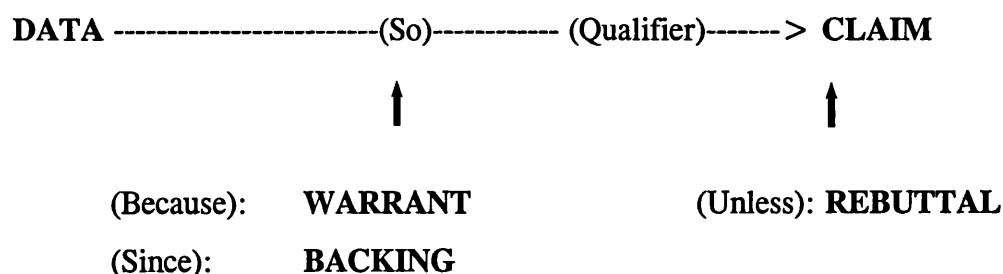 DATA -------------------------(So)------------ (Qualifier)-------> CLAIM
(Because): WARRANT (Unless): REBUTTAL
(Since): BACKING